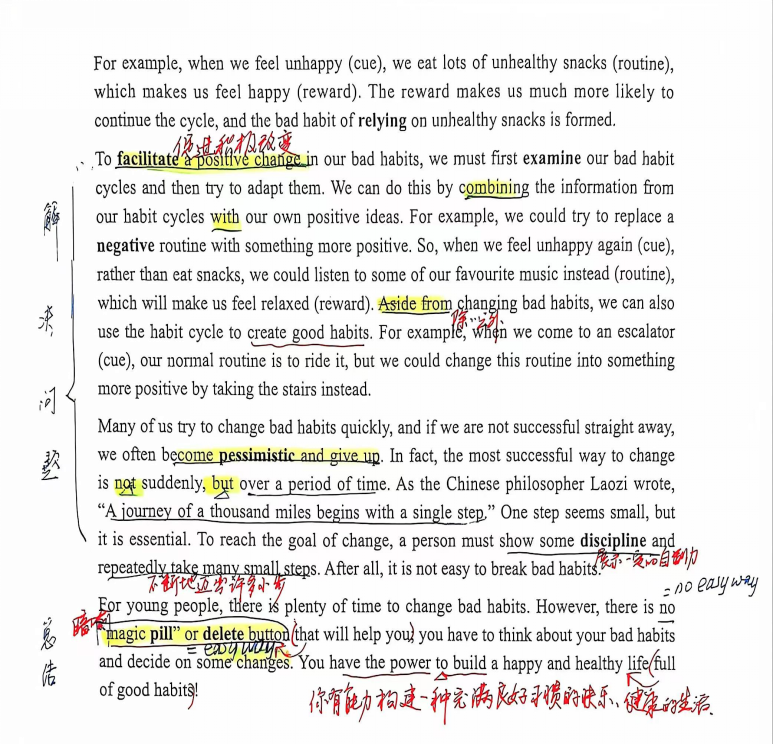 For example, when we feel unhappy (cue), we eat lots of unhealthy snacks (routine),
which makes us feel happy (reward). The reward makes us much more likely to
continue the cycle, and the bad habit of relying on unhealthy snacks is formed.
促进积极改变
To facilitate a positive change in our bad habits, we must first examine our bad habit
cycles and then try to adapt them. We can do this by combining the information from
our habit cycles with our own positive ideas. For example, we could try to replace a
negative routine with something more positive. So, when we feel unhappy again (cue),
rather than eat snacks, we could listen to some of our favourite music instead (routine),
which will make us feel relaxed (reward). Aside from changing bad habits, we can also
除…以外
use the habit cycle to create good habits. For example, when we come to an escalator
(cue), our normal routine is to ride it, but we could change this routine into something
more positive by taking the stairs instead.
解
决
问
题
Many of us try to change bad habits quickly, and if we are not successful straight away,
we often become pessimistic and give up. In fact, the most successful way to change
is not suddenly, but over a period of time. As the Chinese philosopher Laozi wrote,
“A journey of a thousand miles begins with a single step.” One step seems small, but
it is essential. To reach the goal of change, a person must show some discipline and
展示一定的自制力
repeatedly take many small steps. After all, it is not easy to break bad habits.
不断地迈出许多小步
= no easy way
For young people, there is plenty of time to change bad habits. However, there is no
“magic pill” or delete button (that will help you); you have to think about your bad habits
= easy way
and decide on some changes. You have the power to build a happy and healthy life (full
of good habits)!
总
结
你有能力构建一种充满良好习惯的快乐、健康的生活.